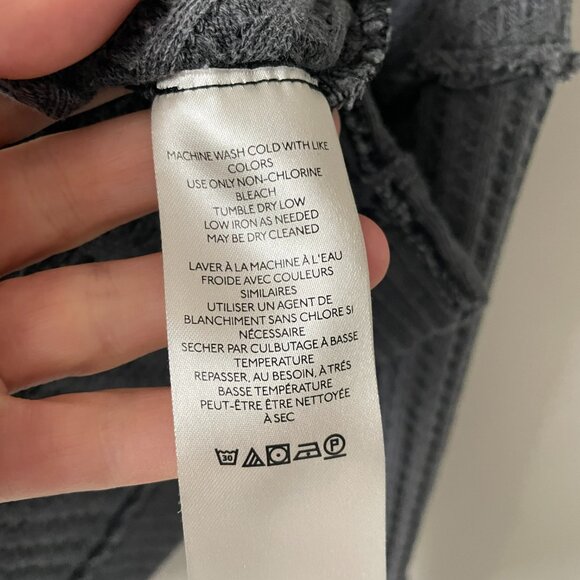 MACHINE WASH COLD WITH LIKE
COLORS
USE ONLY NON-CHLORINE
BLEACH
TUMBLE DRY LOW
LOW IRON AS NEEDED
MAY BE DRY CLEANED
LAVER À LA MACHINE À L'EAU
FROIDE AVEC COULEURS
SIMILAIRES
UTILISER UN AGENT DE
BLANCHIMENT SANS CHLORE SI
NÉCESSAIRE
SECHER PAR CULBUTAGE À BASSE
TEMPERATURE
REPASSER, AU BESOIN, À TRÉS
BASSE TEMPÉRATURE
PEUT-ÊTRE ÊTRE NETTOYÉE
À SEC
30 P